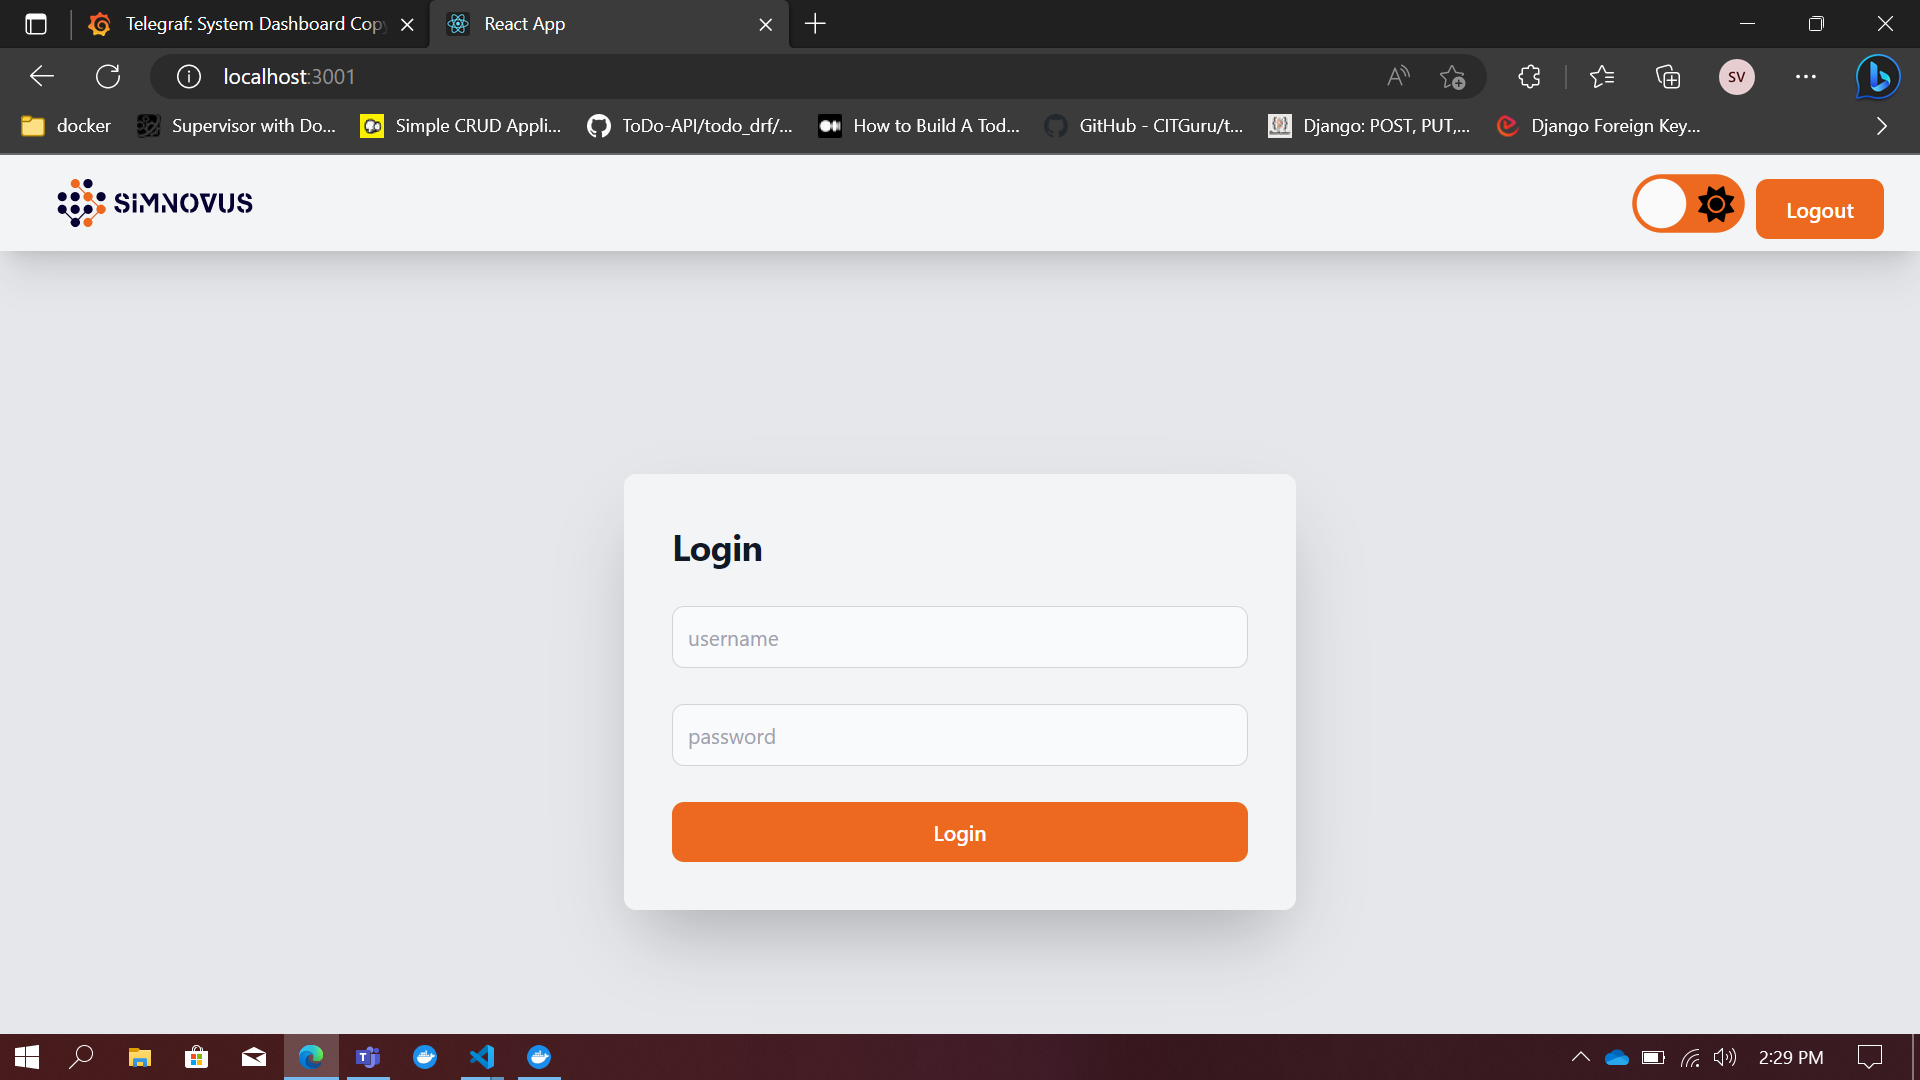 Telegraf: System Dashboard Cop
React App
localhost:3001
SV
docker
Supervisor with Do...
Simple CRUD Appli...
ToDo-API/todo_drf/...
How to Build A Tod...
GitHub - CITGuru/t...
Django: POST, PUT,...
Django Foreign Key...
SiMNOVUS
Logout
Login
username
password
Login
2:29 PM